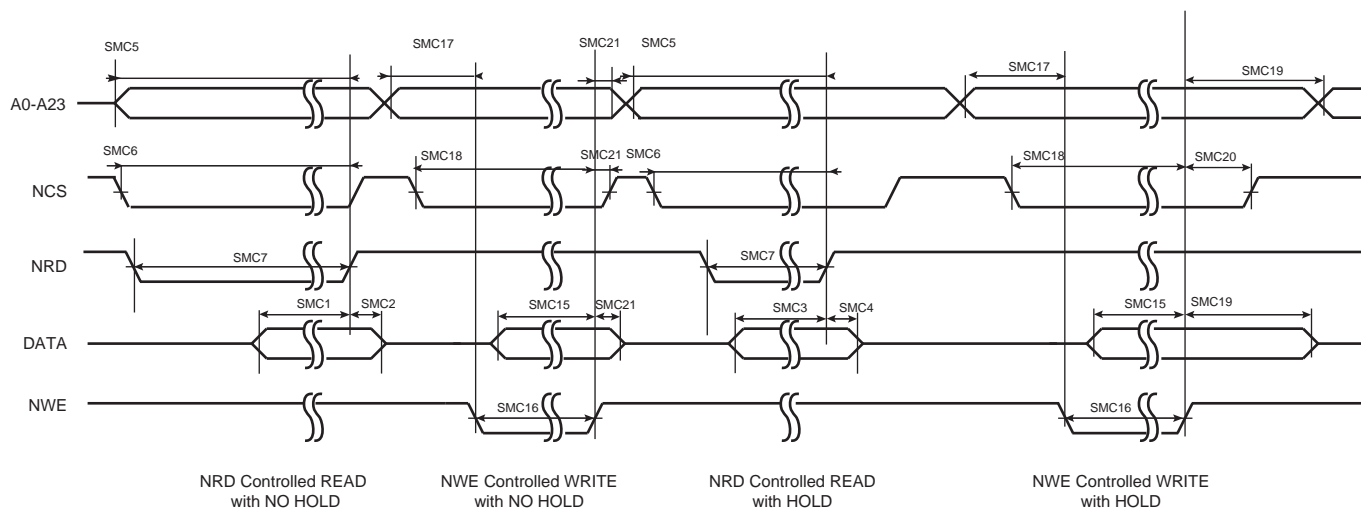 SMC5 SMC17 SMC21 SMC5 SMC17 SMC19
A0-A23
SMC6 SMC18 SMC21 SMC6 SMC18 SMC20
NCS
NRD SMC7 SMC7
SMC1 SMC2 SMC15 SMC21 SMC3 SMC4 SMC15 SMC19
DATA
NWE SMC16 SMC16
NRD Controlled READ
with NO HOLD
NWE Controlled WRITE
with NO HOLD
NRD Controlled READ
with HOLD
NWE Controlled WRITE
with HOLD